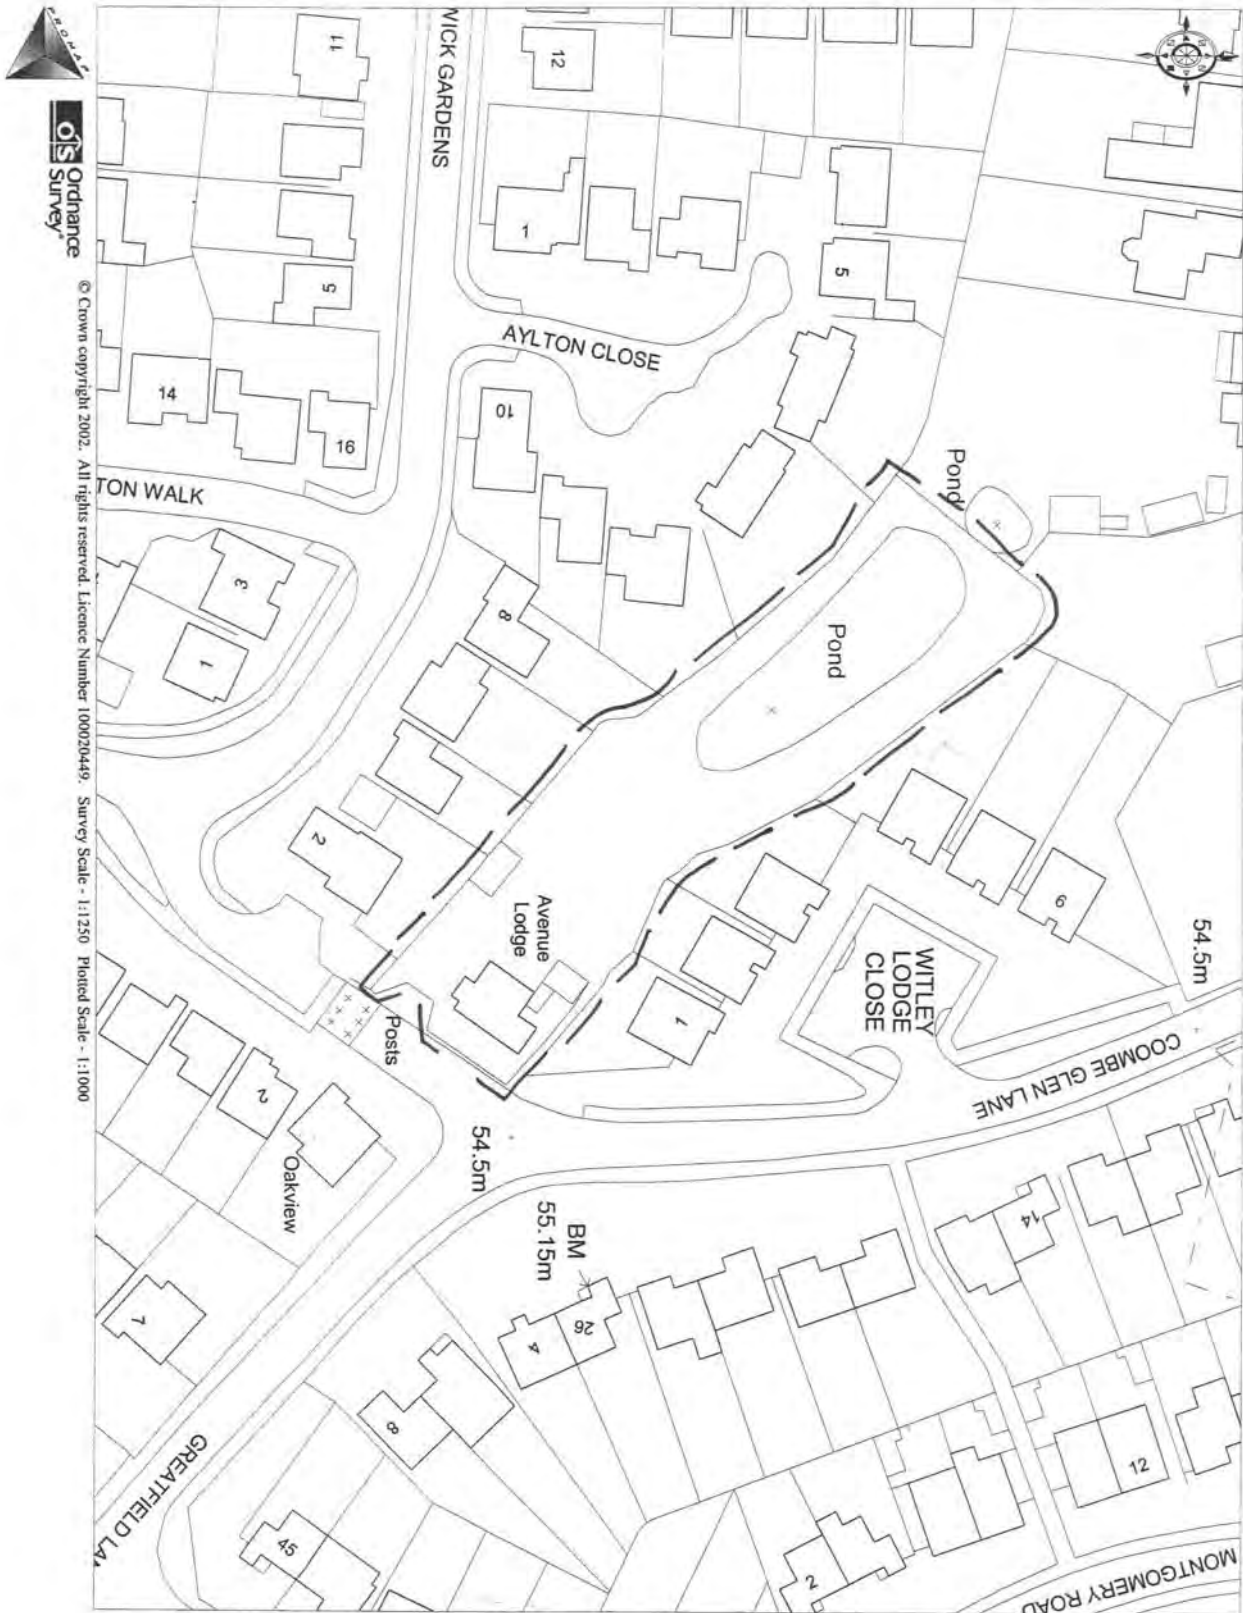 PROMAP
Ordnance
Survey®
© Crown copyright 2002. All rights reserved. Licence Number 100020449. Survey Scale - 1:1250 Plotted Scale - 1:1000
11
WICK GARDENS
12
1
5
5
AYLTON CLOSE
14
16
10
TON WALK
Pond
3
1
8
Pond
2
Avenue
Lodge
6
54.5m
WITLEY
LODGE
CLOSE
1
Posts
COOMBE GLEN LANE
2
Oakview
54.5m
BM
55.15m
14
7
4
26
8
12
GREATFIELD LA
45
2
MONTGOMERY ROAD